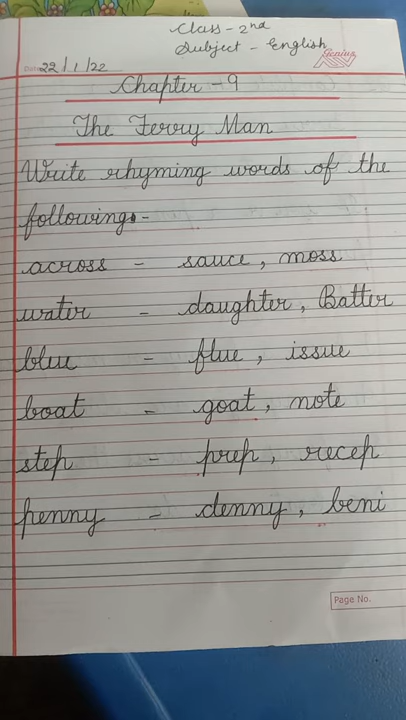 Class - 2nd
Subject - English
Genius
Date 22/1/22
Chapter - 9
The Ferry Man
Write rhyming words of the
following:-
across - sauce, moss
water - daughter, Batter
blue - flue, issue
boat - goat, note
step - prep, recep
penny - denny, beni
Page No.